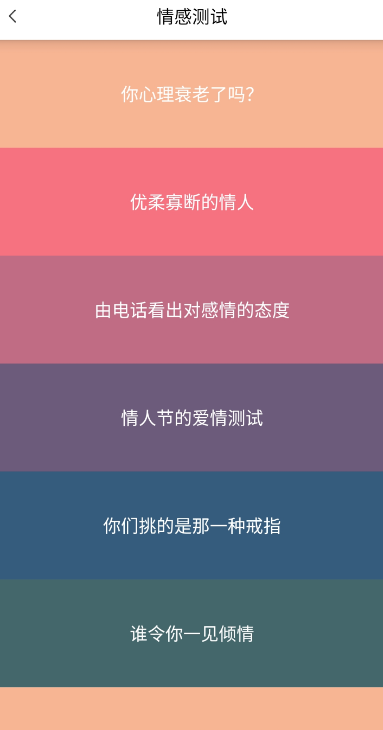 情感测试
你心理衰老了吗?
优柔寡断的情人
由电话看出对感情的态度
情人节的爱情测试
你们挑的是那一种戒指
谁令你一见倾情